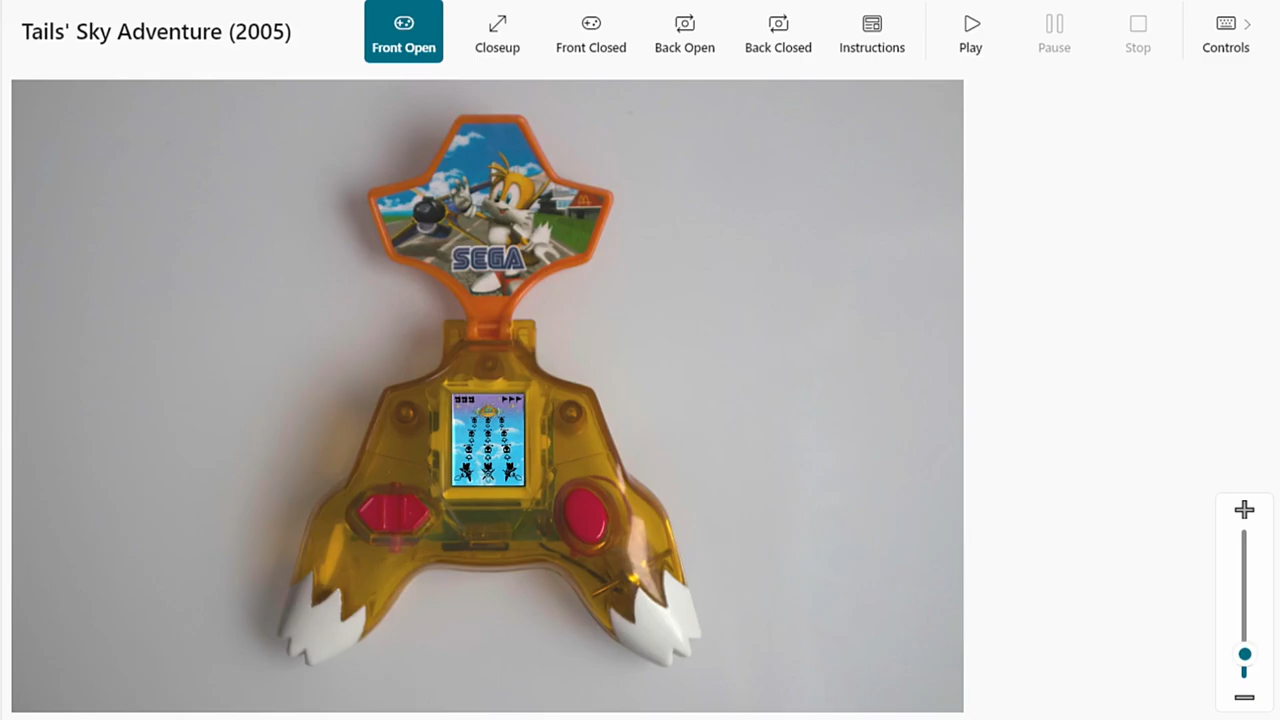 Tails' Sky Adventure (2005)
Front Open
Closeup
Front Closed
Back Open
Back Closed
Instructions
Play
Pause
Stop
Controls
SEGA